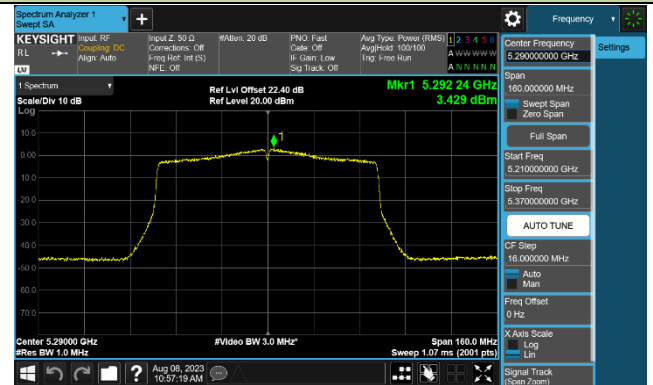 Spectrum Analyzer 1
Swept SA
Frequency
KEYSIGHT
RL
Input: RF
Coupling: DC
Align: Auto
Input Z: 50 Ω
Corrections: Off
Freq Ref: Int (S)
NFE: Off
#Atten: 20 dB
PNO: Fast
Gate: Off
IF Gain: Low
Sig Track: Off
Avg Type: Power (RMS)
Avg|Hold: 100/100
Trig: Free Run
1 2 3 4 5 6
A W W W W W
A N N N N N
LXI
1 Spectrum
Scale/Div 10 dB
Log
Ref Lvl Offset 22.40 dB
Ref Level 20.00 dBm
Mkr1 5.292 24 GHz
3.429 dBm
1
10.0
0.00
-10.0
-20.0
-30.0
-40.0
-50.0
-60.0
-70.0
Center 5.29000 GHz
#Res BW 1.0 MHz
#Video BW 3.0 MHz*
Span 160.0 MHz
Sweep 1.07 ms (2001 pts)
Aug 08, 2023
10:57:19 AM
Center Frequency
5.290000000 GHz
Settings
Span
160.000000 MHz
Swept Span
Zero Span
Full Span
Start Freq
5.210000000 GHz
Stop Freq
5.370000000 GHz
AUTO TUNE
CF Step
16.000000 MHz
Auto
Man
Freq Offset
0 Hz
X Axis Scale
Log
Lin
Signal Track
(Span Zoom)